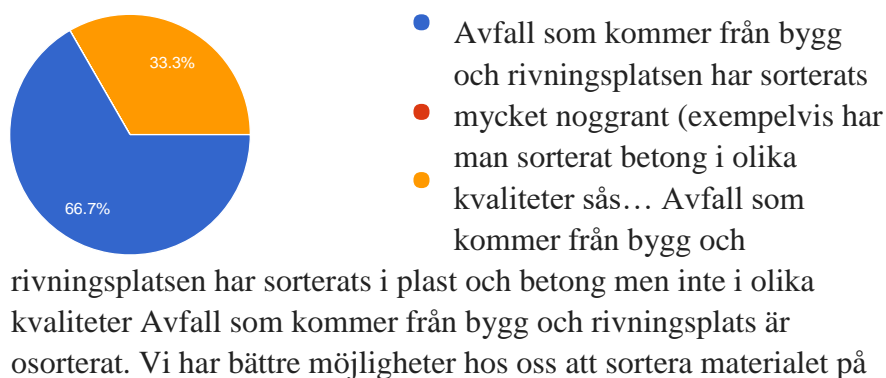 33.3%
66.7%
Avfall som kommer från bygg
och rivningsplatsen har sorterats
mycket noggrant (exempelvis har
man sorterat betong i olika
kvaliteter sås… Avfall som
kommer från bygg och
rivningsplatsen har sorterats i plast och betong men inte i olika
kvaliteter Avfall som kommer från bygg och rivningsplats är
osorterat. Vi har bättre möjligheter hos oss att sortera materialet på